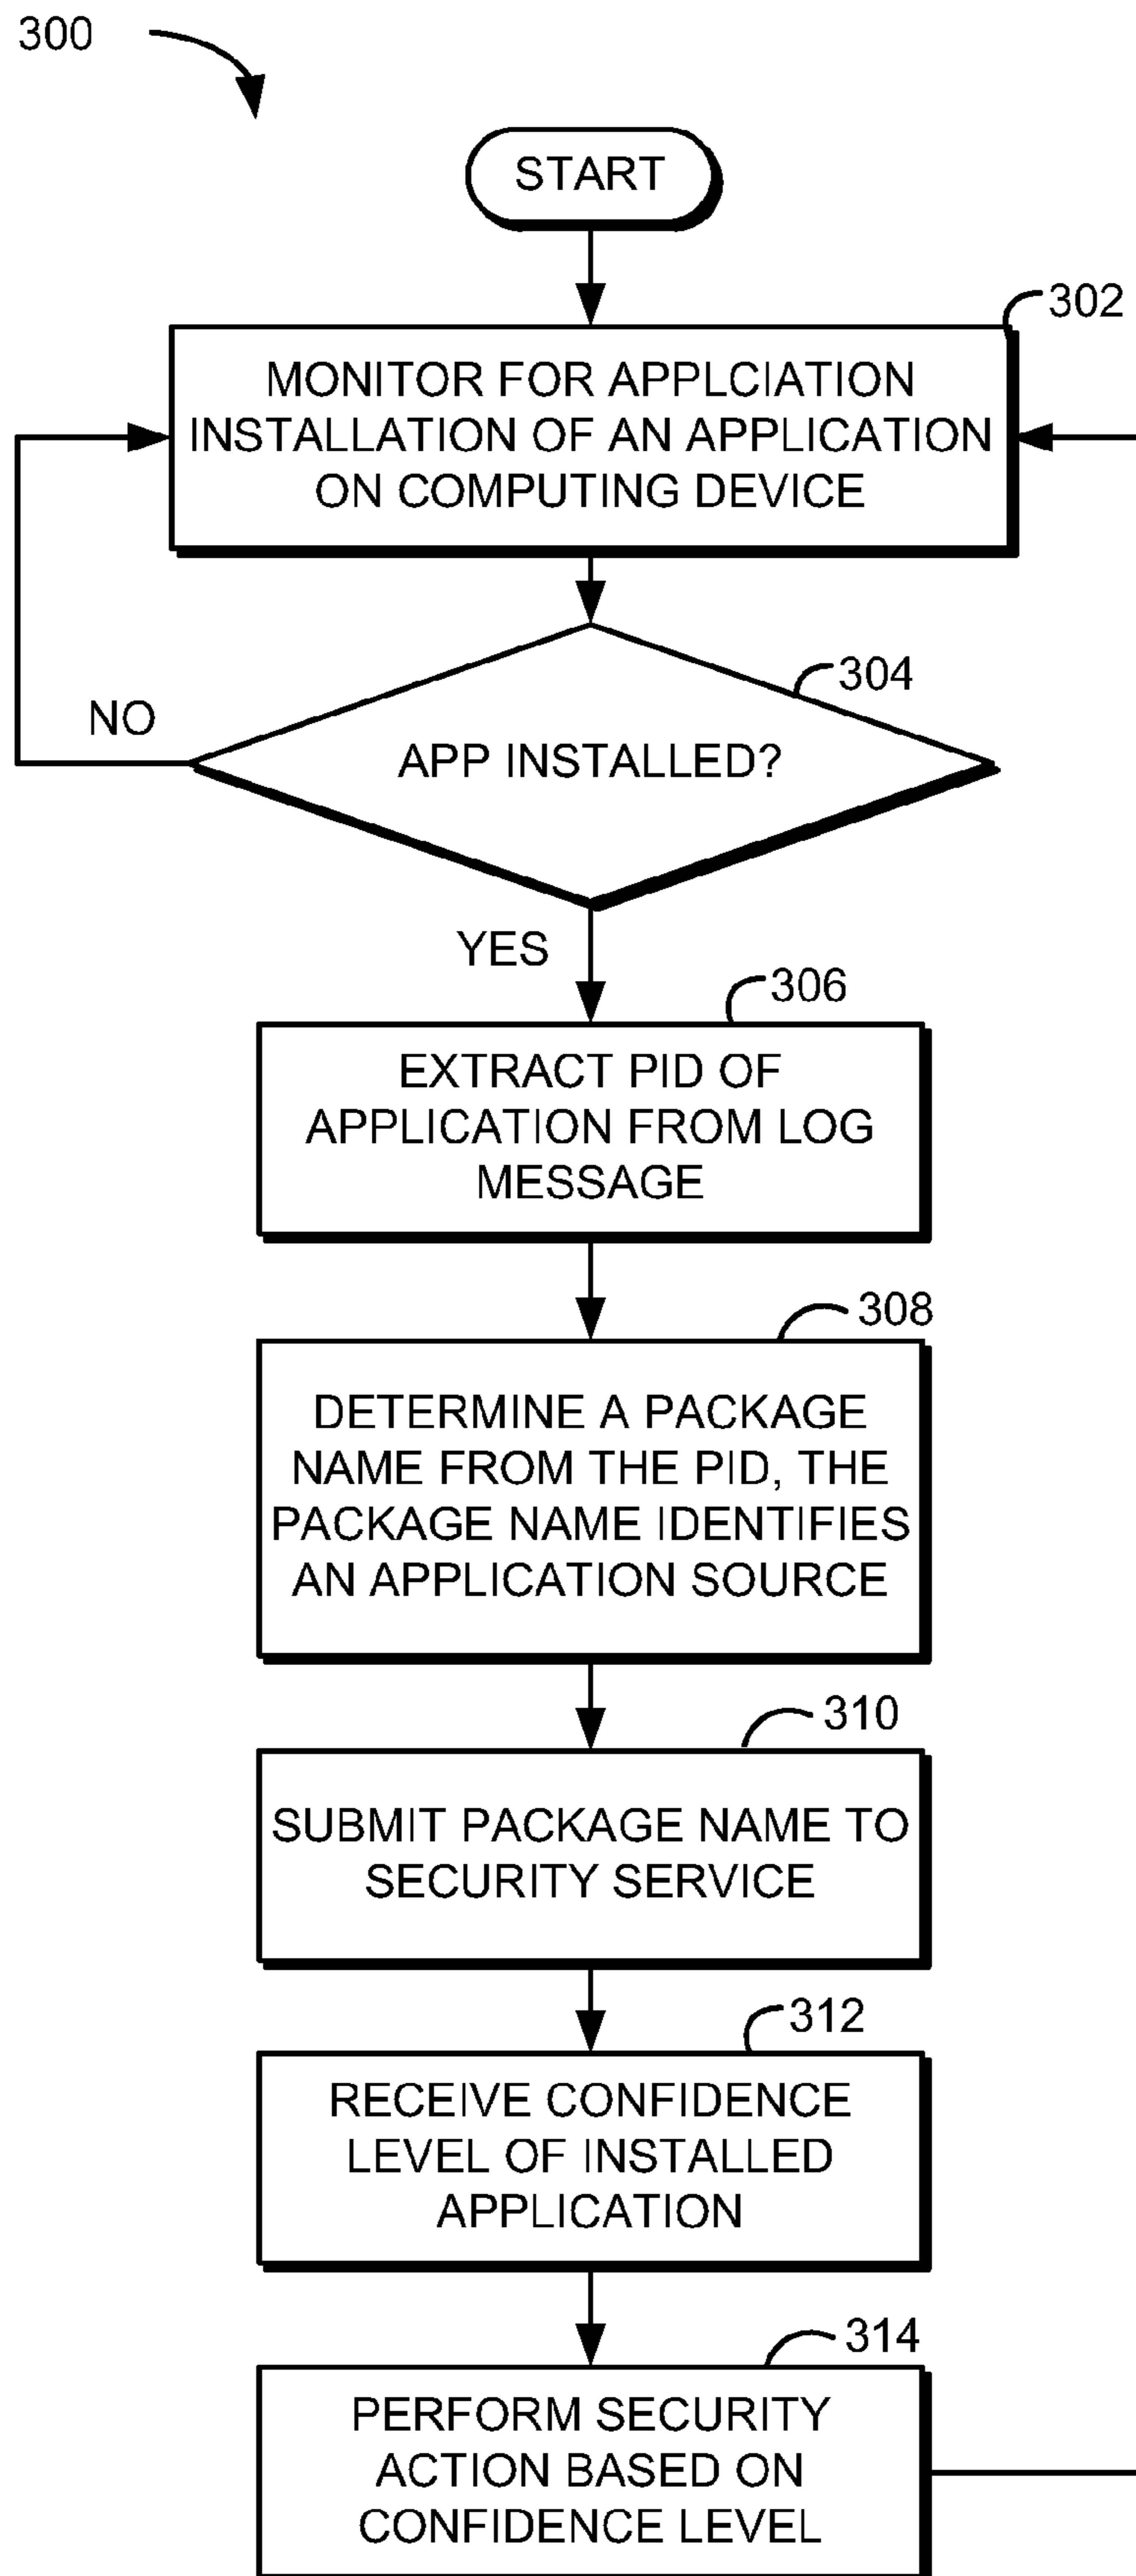 300
START
302
MONITOR FOR APPLCIATION
INSTALLATION OF AN APPLICATION
ON COMPUTING DEVICE
304
NO
APP INSTALLED?
YES
306
EXTRACT PID OF
APPLICATION FROM LOG
MESSAGE
308
DETERMINE A PACKAGE
NAME FROM THE PID, THE
PACKAGE NAME IDENTIFIES
AN APPLICATION SOURCE
310
SUBMIT PACKAGE NAME TO
SECURITY SERVICE
312
RECEIVE CONFIDENCE
LEVEL OF INSTALLED
APPLICATION
314
PERFORM SECURITY
ACTION BASED ON
CONFIDENCE LEVEL